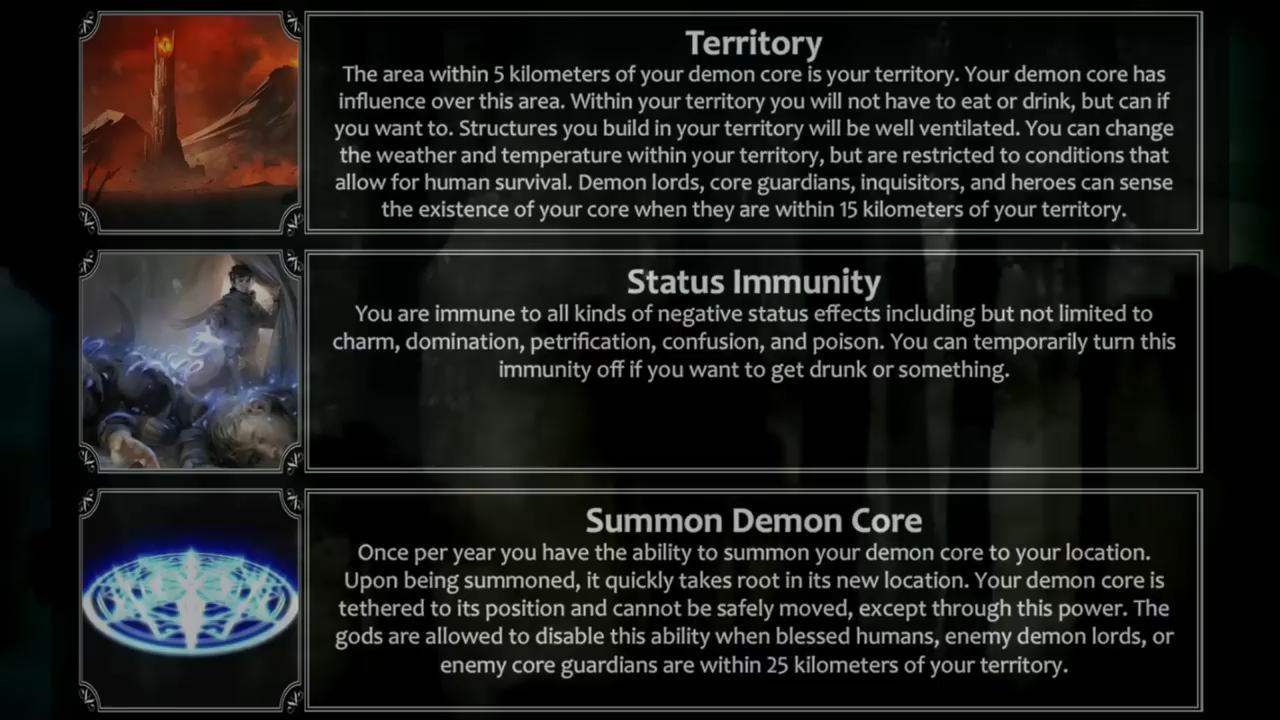 Territory
The area within 5 kilometers of your demon core is your territory. Your demon core has
influence over this area. Within your territory you will not have to eat or drink, but can if
you want to. Structures you build in your territory will be well ventilated. You can change
the weather and temperature within your territory, but are restricted to conditions that
allow for human survival. Demon lords, core guardians, inquisitors, and heroes can sense
the existence of your core when they are within 15 kilometers of your territory.
Status Immunity
You are immune to all kinds of negative status effects including but not limited to
charm, domination, petrification, confusion, and poison. You can temporarily turn this
immunity off if you want to get drunk or something.
Summon Demon Core
Once per year you have the ability to summon your demon core to your location.
Upon being summoned, it quickly takes root in its new location. Your demon core is
tethered to its position and cannot be safely moved, except through this power. The
gods are allowed to disable this ability when blessed humans, enemy demon lords, or
enemy core guardians are within 25 kilometers of your territory.